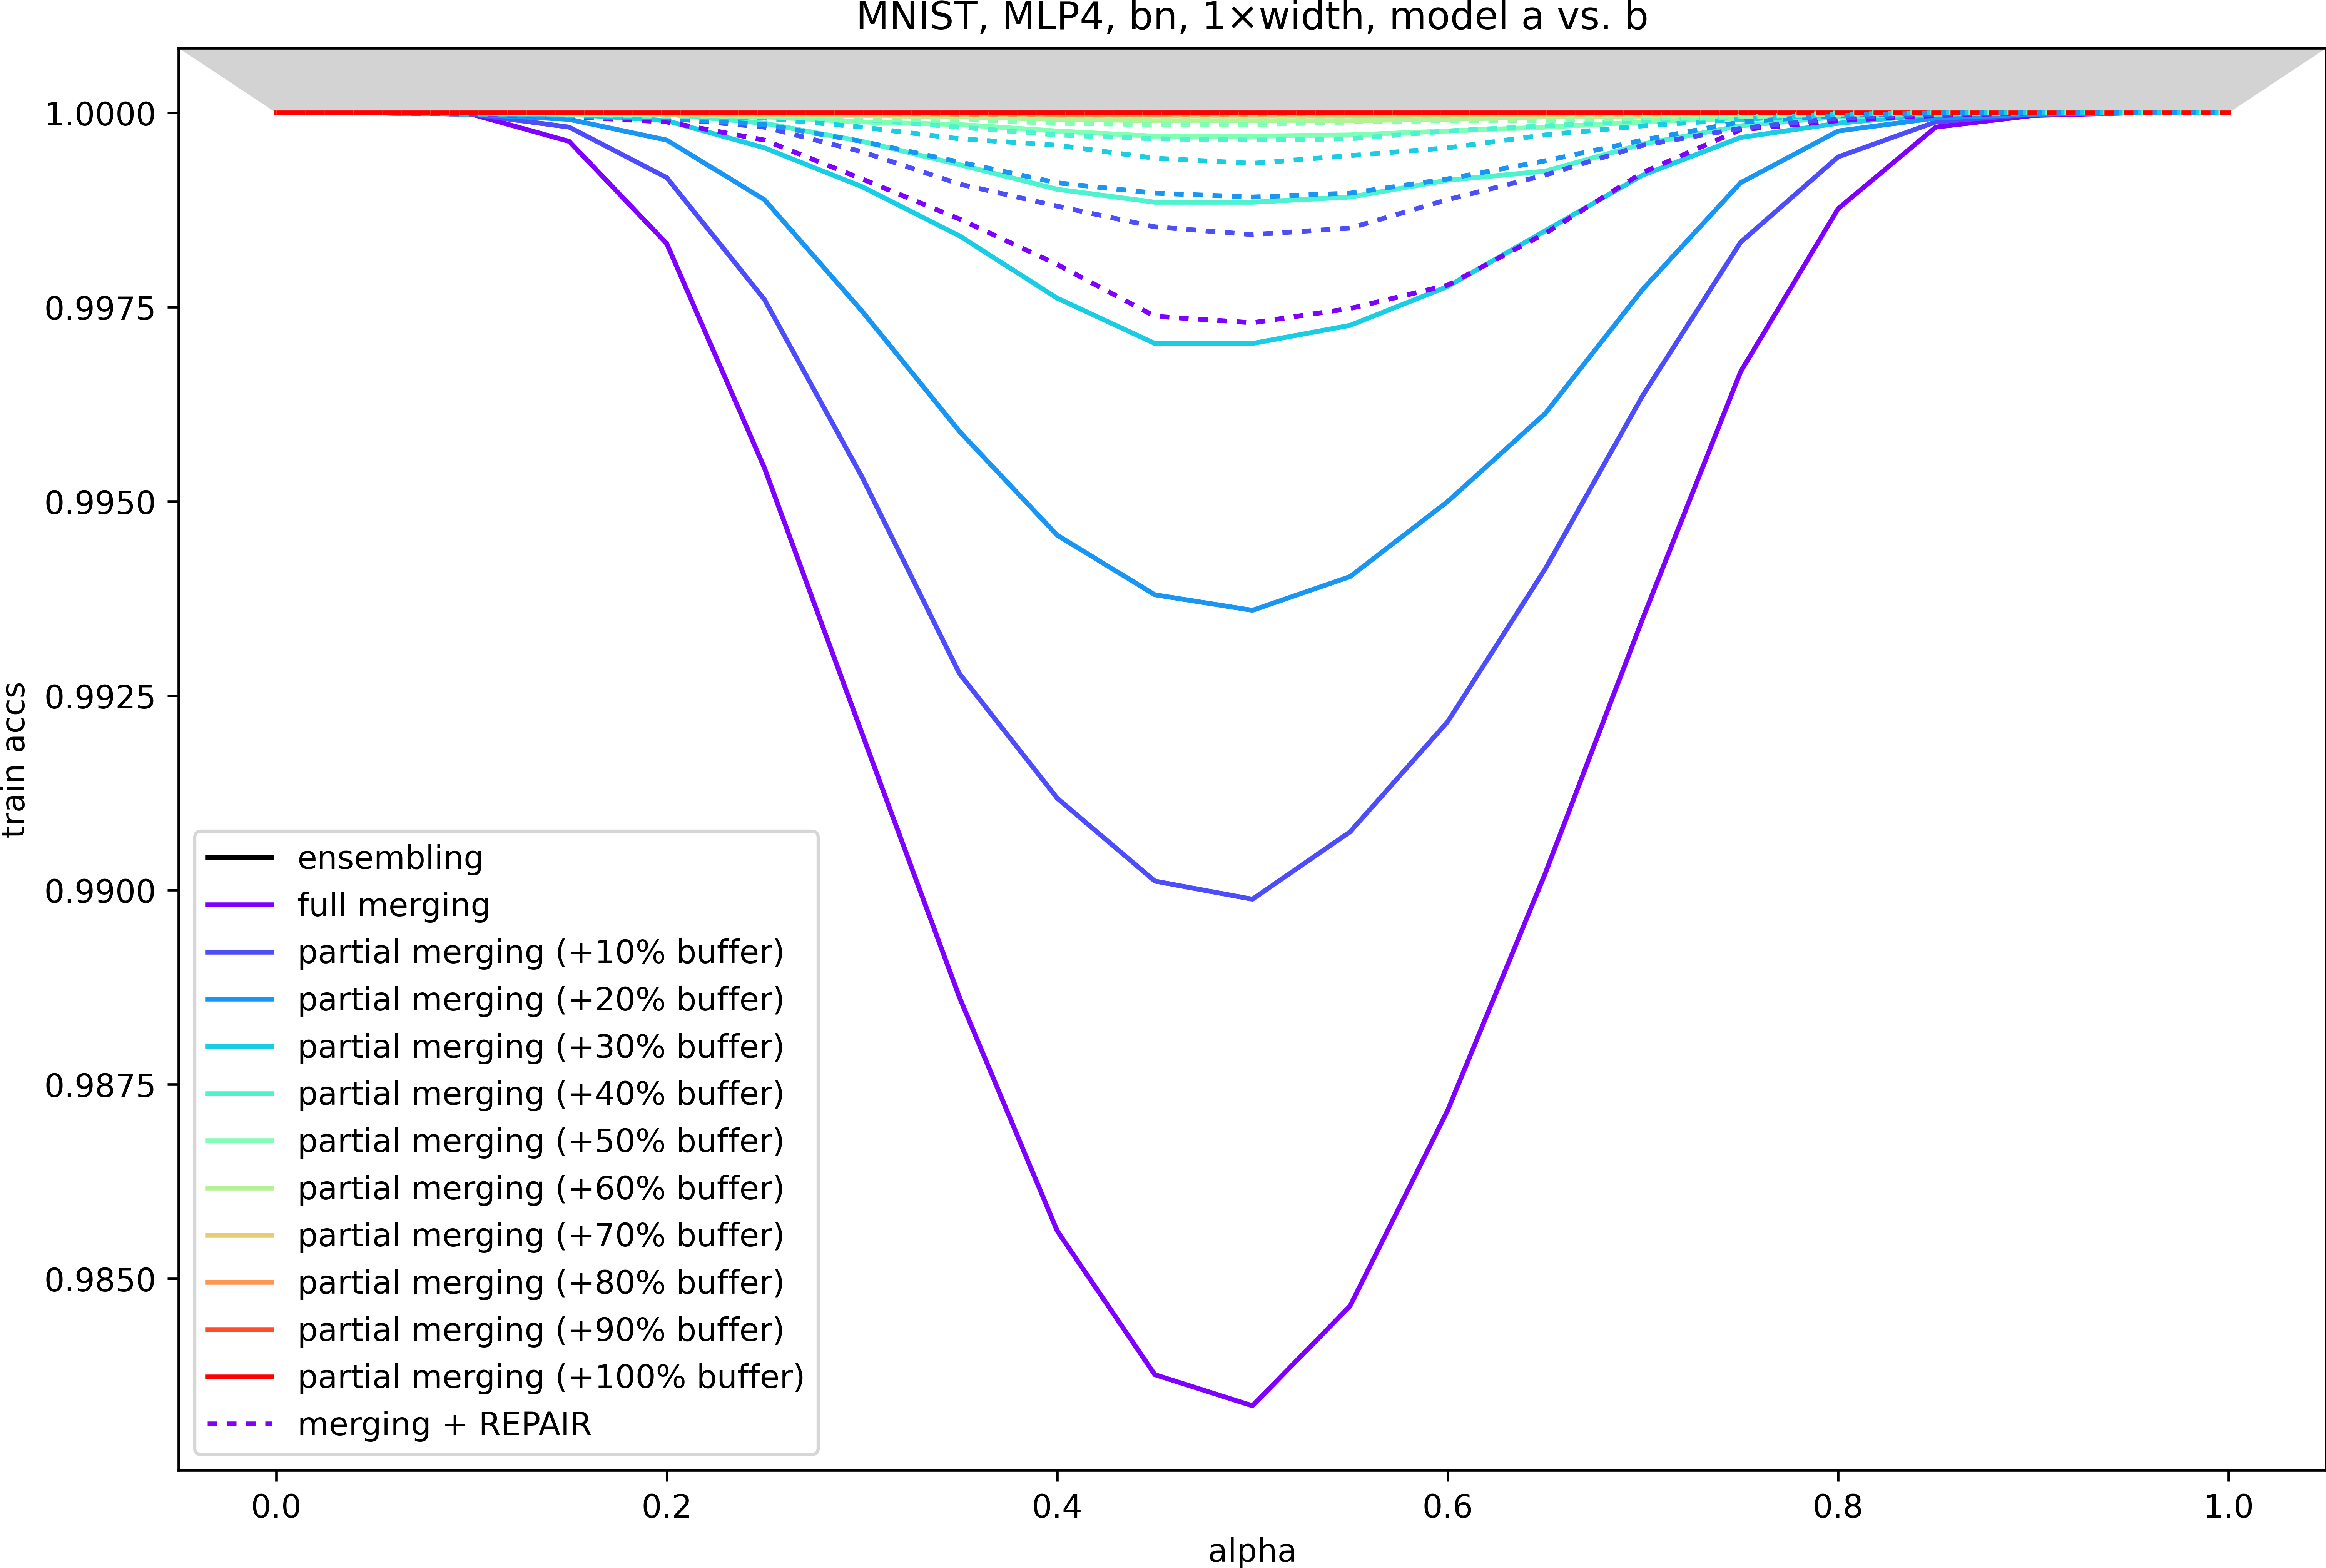 MNIST, MLP4, bn, 1×width, model a vs. b
1.0000
0.9975
0.9950
0.9925
0.9900
0.9875
0.9850
train accs
ensembling
full merging
partial merging (+10% buffer)
partial merging (+20% buffer)
partial merging (+30% buffer)
partial merging (+40% buffer)
partial merging (+50% buffer)
partial merging (+60% buffer)
partial merging (+70% buffer)
partial merging (+80% buffer)
partial merging (+90% buffer)
partial merging (+100% buffer)
merging + REPAIR
0.0 0.2 0.4 0.6 0.8 1.0
alpha